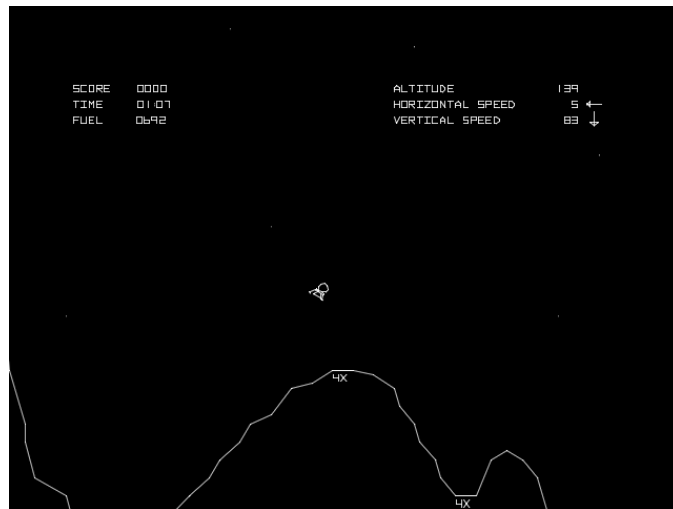 SCORE 0000
TIME 01:07
FUEL 0692
ALTITUDE 139
HORIZONTAL SPEED 5 ←
VERTICAL SPEED 83 ↓
4X
4X